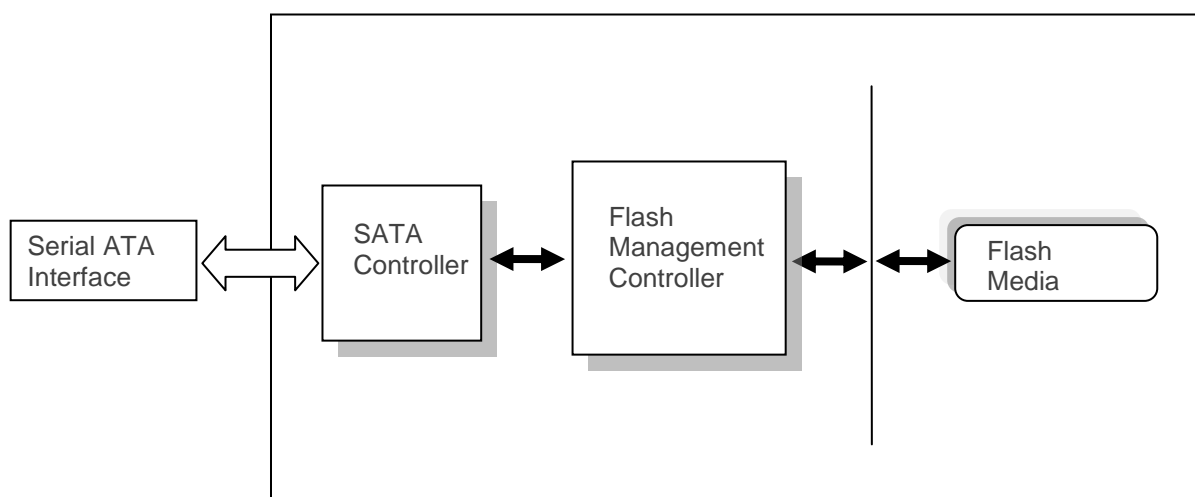 Serial ATA
Interface
SATA
Controller
Flash
Management
Controller
Flash
Media